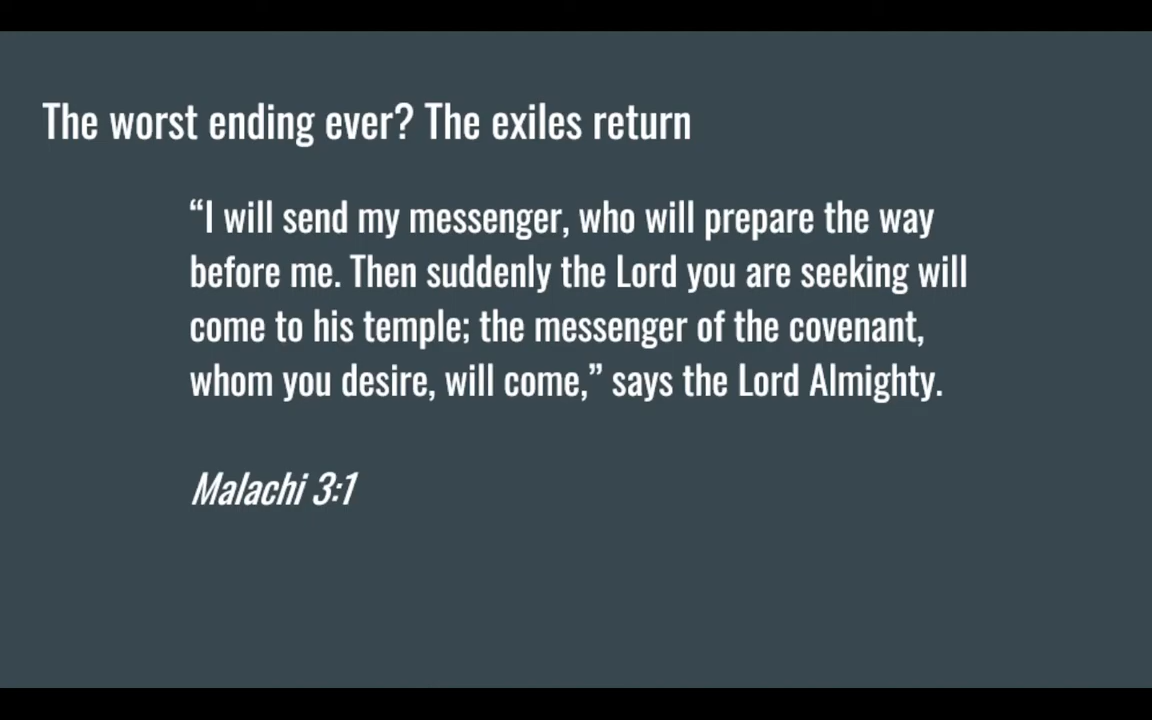 The worst ending ever? The exiles return
“I will send my messenger, who will prepare the way
before me. Then suddenly the Lord you are seeking will
come to his temple; the messenger of the covenant,
whom you desire, will come,” says the Lord Almighty.
Malachi 3:1